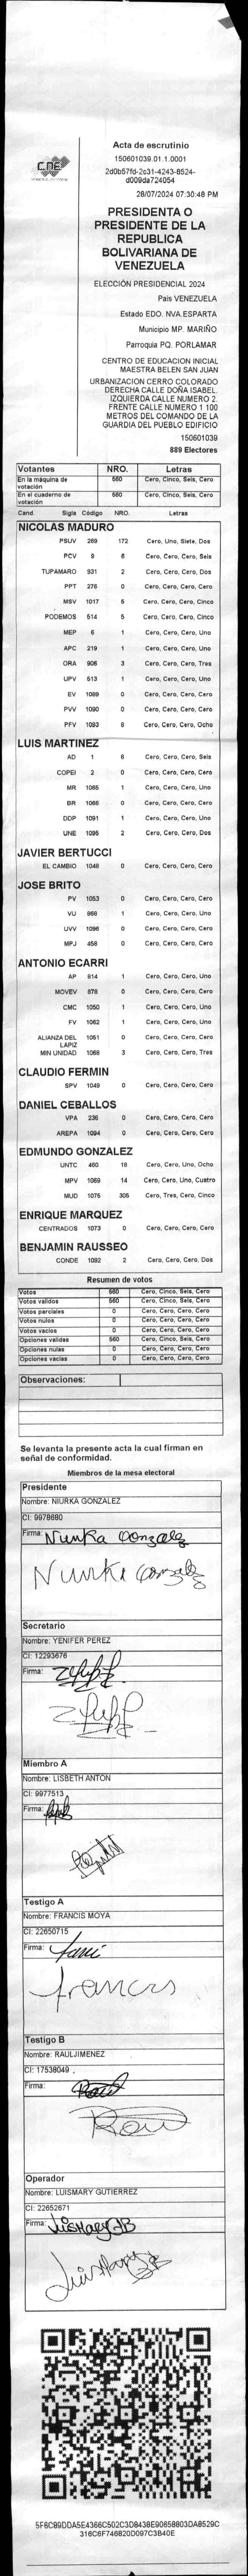 CNE
Acta de escrutinio
150601039.01.1.0001
2d0b57fd-2c31-4243-8524-
d009da724054
28/07/2024 07:30:48 PM
PRESIDENTA O
PRESIDENTE DE LA
REPUBLICA
BOLIVARIANA DE
VENEZUELA
ELECCIÓN PRESIDENCIAL 2024
Pais VENEZUELA
Estado EDO. NVA.ESPARTA
Municipio MP. MARIÑO
Parroquia PQ. PORLAMAR
CENTRO DE EDUCACION INICIAL
MAESTRA BELEN SAN JUAN
URBANIZACION CERRO COLORADO
DERECHA CALLE DOÑA ISABEL.
IZQUIERDA CALLE NUMERO 2.
FRENTE CALLE NUMERO 1 100
METROS DEL COMANDO DE LA
GUARDIA DEL PUEBLO EDIFICIO
150601039
889 Electores
Votantes NRO. Letras
En la máquina de votación 560 Cero, Cinco, Seis, Cero
En el cuaderno de votación 560 Cero, Cinco, Seis, Cero
Cand. Sigla Código NRO. Letras
NICOLAS MADURO
PSUV 269 172 Cero, Uno, Siete, Dos
PCV 9 6 Cero, Cero, Cero, Seis
TUPAMARO 931 2 Cero, Cero, Cero, Dos
PPT 276 0 Cero, Cero, Cero, Cero
MSV 1017 5 Cero, Cero, Cero, Cinco
PODEMOS 514 5 Cero, Cero, Cero, Cinco
MEP 6 1 Cero, Cero, Cero, Uno
APC 219 1 Cero, Cero, Cero, Uno
ORA 906 3 Cero, Cero, Cero, Tres
UPV 513 1 Cero, Cero, Cero, Uno
EV 1089 0 Cero, Cero, Cero, Cero
PVV 1090 0 Cero, Cero, Cero, Cero
PFV 1093 8 Cero, Cero, Cero, Ocho
LUIS MARTINEZ
AD 1 6 Cero, Cero, Cero, Seis
COPEI 2 0 Cero, Cero, Cero, Cero
MR 1065 1 Cero, Cero, Cero, Uno
BR 1066 0 Cero, Cero, Cero, Cero
DDP 1091 1 Cero, Cero, Cero, Uno
UNE 1095 2 Cero, Cero, Cero, Dos
JAVIER BERTUCCI
EL CAMBIO 1048 0 Cero, Cero, Cero, Cero
JOSE BRITO
PV 1053 0 Cero, Cero, Cero, Cero
VU 868 1 Cero, Cero, Cero, Uno
UVV 1096 0 Cero, Cero, Cero, Cero
MPJ 458 0 Cero, Cero, Cero, Cero
ANTONIO ECARRI
AP 814 1 Cero, Cero, Cero, Uno
MOVEV 878 0 Cero, Cero, Cero, Cero
CMC 1050 1 Cero, Cero, Cero, Uno
FV 1062 1 Cero, Cero, Cero, Uno
ALIANZA DEL LAPIZ 1051 0 Cero, Cero, Cero, Cero
MIN UNIDAD 1068 3 Cero, Cero, Cero, Tres
CLAUDIO FERMIN
SPV 1049 0 Cero, Cero, Cero, Cero
DANIEL CEBALLOS
VPA 236 0 Cero, Cero, Cero, Cero
AREPA 1094 0 Cero, Cero, Cero, Cero
EDMUNDO GONZALEZ
UNTC 460 18 Cero, Cero, Uno, Ocho
MPV 1069 14 Cero, Cero, Uno, Cuatro
MUD 1075 305 Cero, Tres, Cero, Cinco
ENRIQUE MARQUEZ
CENTRADOS 1073 0 Cero, Cero, Cero, Cero
BENJAMIN RAUSSEO
CONDE 1092 2 Cero, Cero, Cero, Dos
Resumen de votos
Votos 560 Cero, Cinco, Seis, Cero
Votos validos 560 Cero, Cinco, Seis, Cero
Votos parciales 0 Cero, Cero, Cero, Cero
Votos nulos 0 Cero, Cero, Cero, Cero
Votos vacios 0 Cero, Cero, Cero, Cero
Opciones validas 560 Cero, Cinco, Seis, Cero
Opciones nulas 0 Cero, Cero, Cero, Cero
Opciones vacias 0 Cero, Cero, Cero, Cero
Observaciones:
Se levanta la presente acta la cual firman en
señal de conformidad.
Miembros de la mesa electoral
Presidente
Nombre: NIURKA GONZALEZ
CI: 9978680
Firma: Niurka Gonzalez
Niurka Gonzalez
Secretario
Nombre: YENIFER PEREZ
CI: 12293676
Firma:
Miembro A
Nombre: LISBETH ANTON
CI: 9977513
Firma:
Testigo A
Nombre: FRANCIS MOYA
CI: 22650715
Firma:
francis
Testigo B
Nombre: RAULJIMENEZ
CI: 17538049
Firma: Raul
Raul
Operador
Nombre: LUISMARY GUTIERREZ
CI: 22652671
Firma: LuisMaryGB
LuisMaryGB
5F6C89DDA5E4366C502C3D8438E90658803DA8529C
316C6F746820D097C3B40E